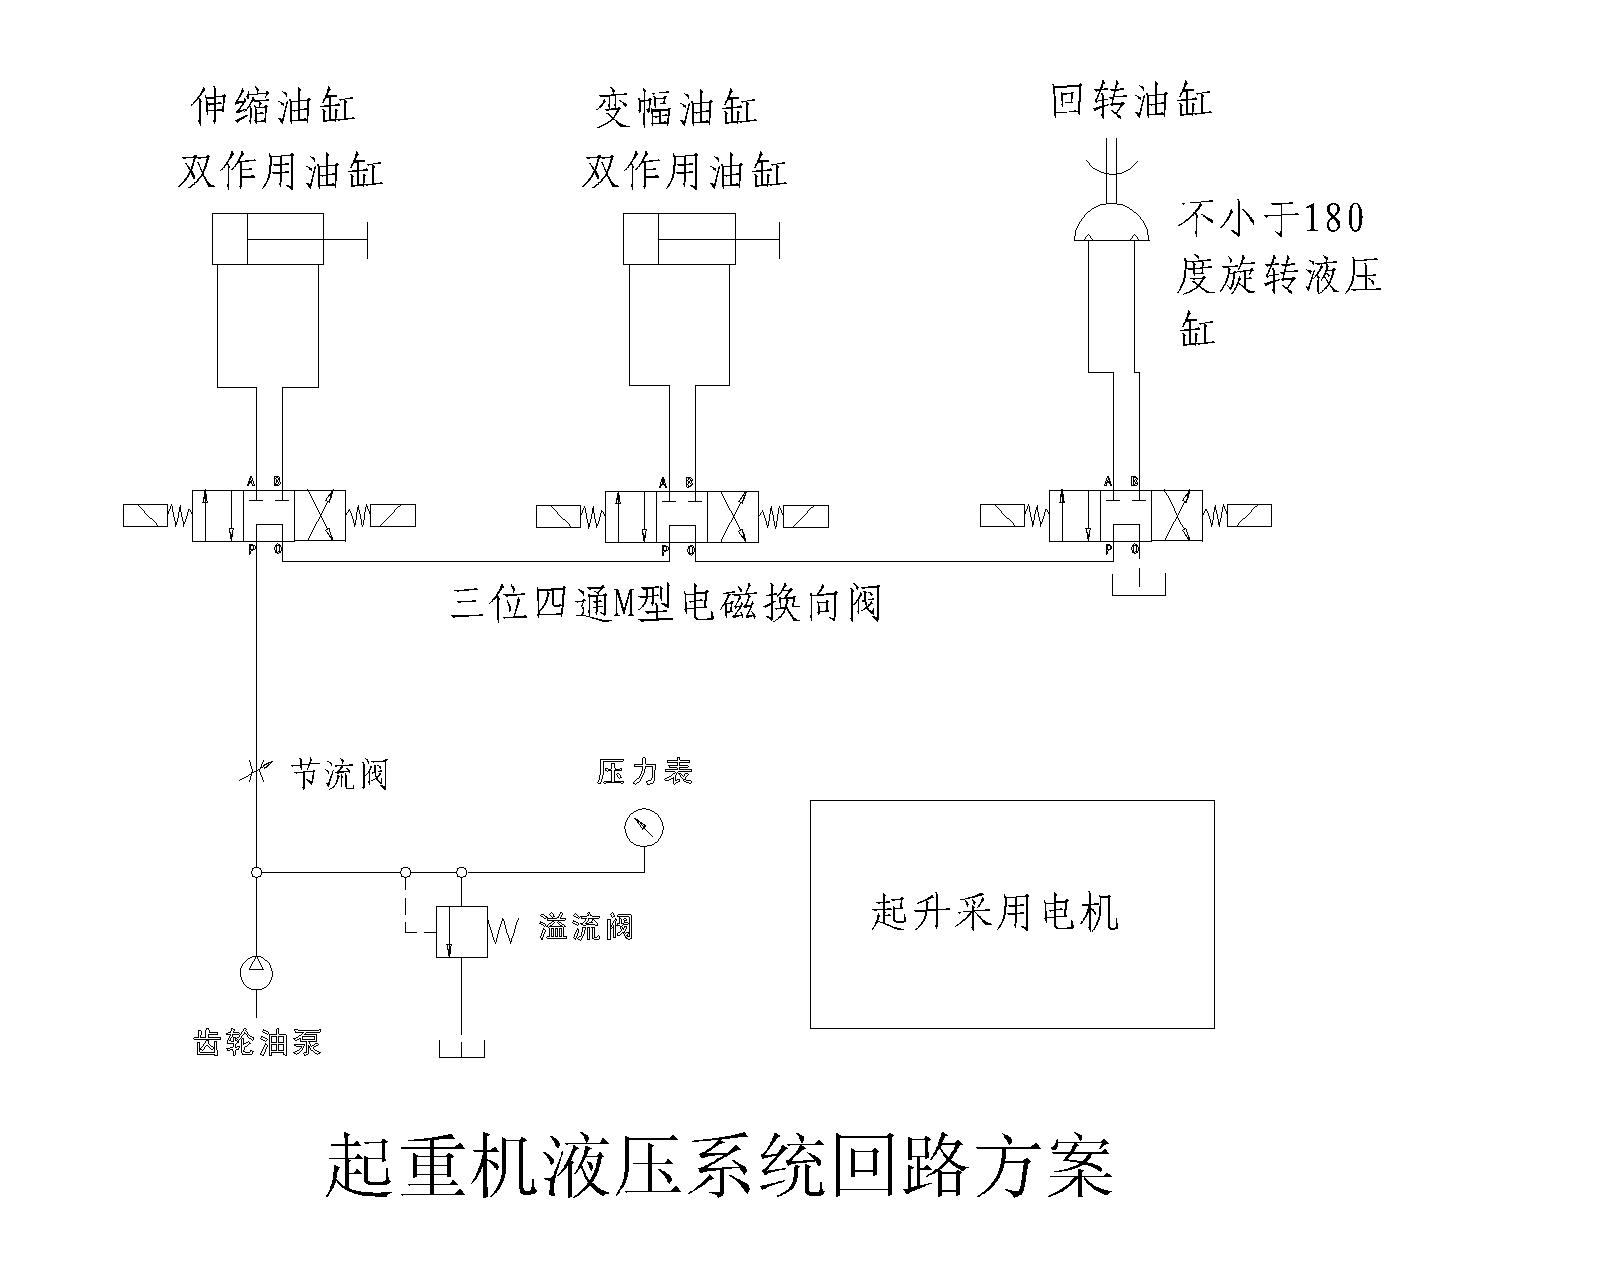 伸缩油缸
双作用油缸
变幅油缸
双作用油缸
回转油缸
不小于180
度旋转液压
缸
A B
P O
A B
P O
A B
P O
三位四通M型电磁换向阀
节流阀
压力表
溢流阀
齿轮油泵
起升采用电机
起重机液压系统回路方案